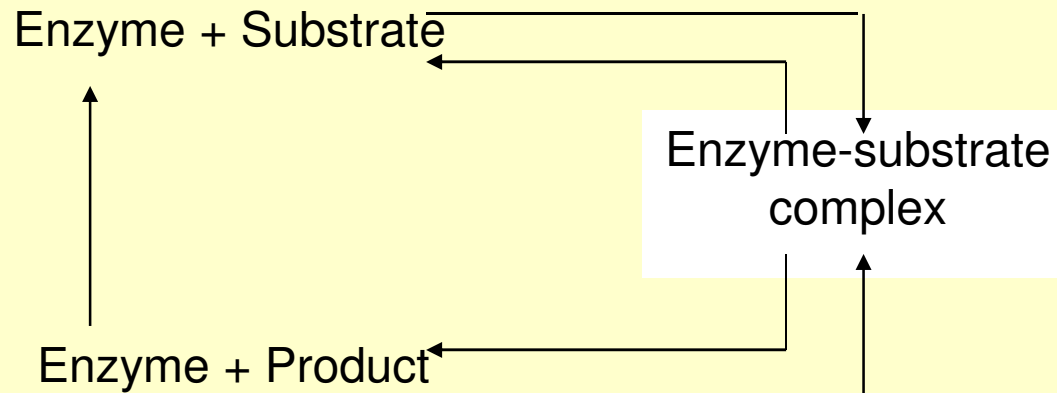 Enzyme + Substrate
Enzyme-substrate
complex
Enzyme + Product